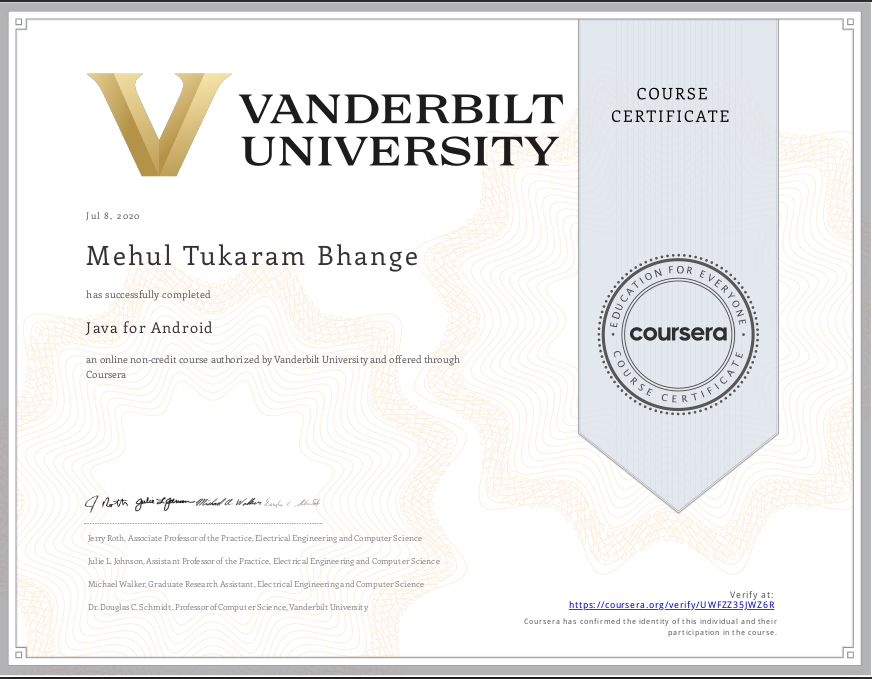 VANDERBILT
UNIVERSITY
COURSE
CERTIFICATE
Jul 8, 2020
Mehul Tukaram Bhange
has successfully completed
Java for Android
an online non-credit course authorized by Vanderbilt University and offered through
Coursera
EDUCATION FOR EVERYONE
coursera
COURSE CERTIFICATE
Jerry Roth, Associate Professor of the Practice, Electrical Engineering and Computer Science
Julie L. Johnson, Assistant Professor of the Practice, Electrical Engineering and Computer Science
Michael Walker, Graduate Research Assistant, Electrical Engineering and Computer Science
Dr. Douglas C. Schmidt, Professor of Computer Science, Vanderbilt University
Verify at:
https://coursera.org/verify/UWFZZ35JWZ6R
Coursera has confirmed the identity of this individual and their
participation in the course.